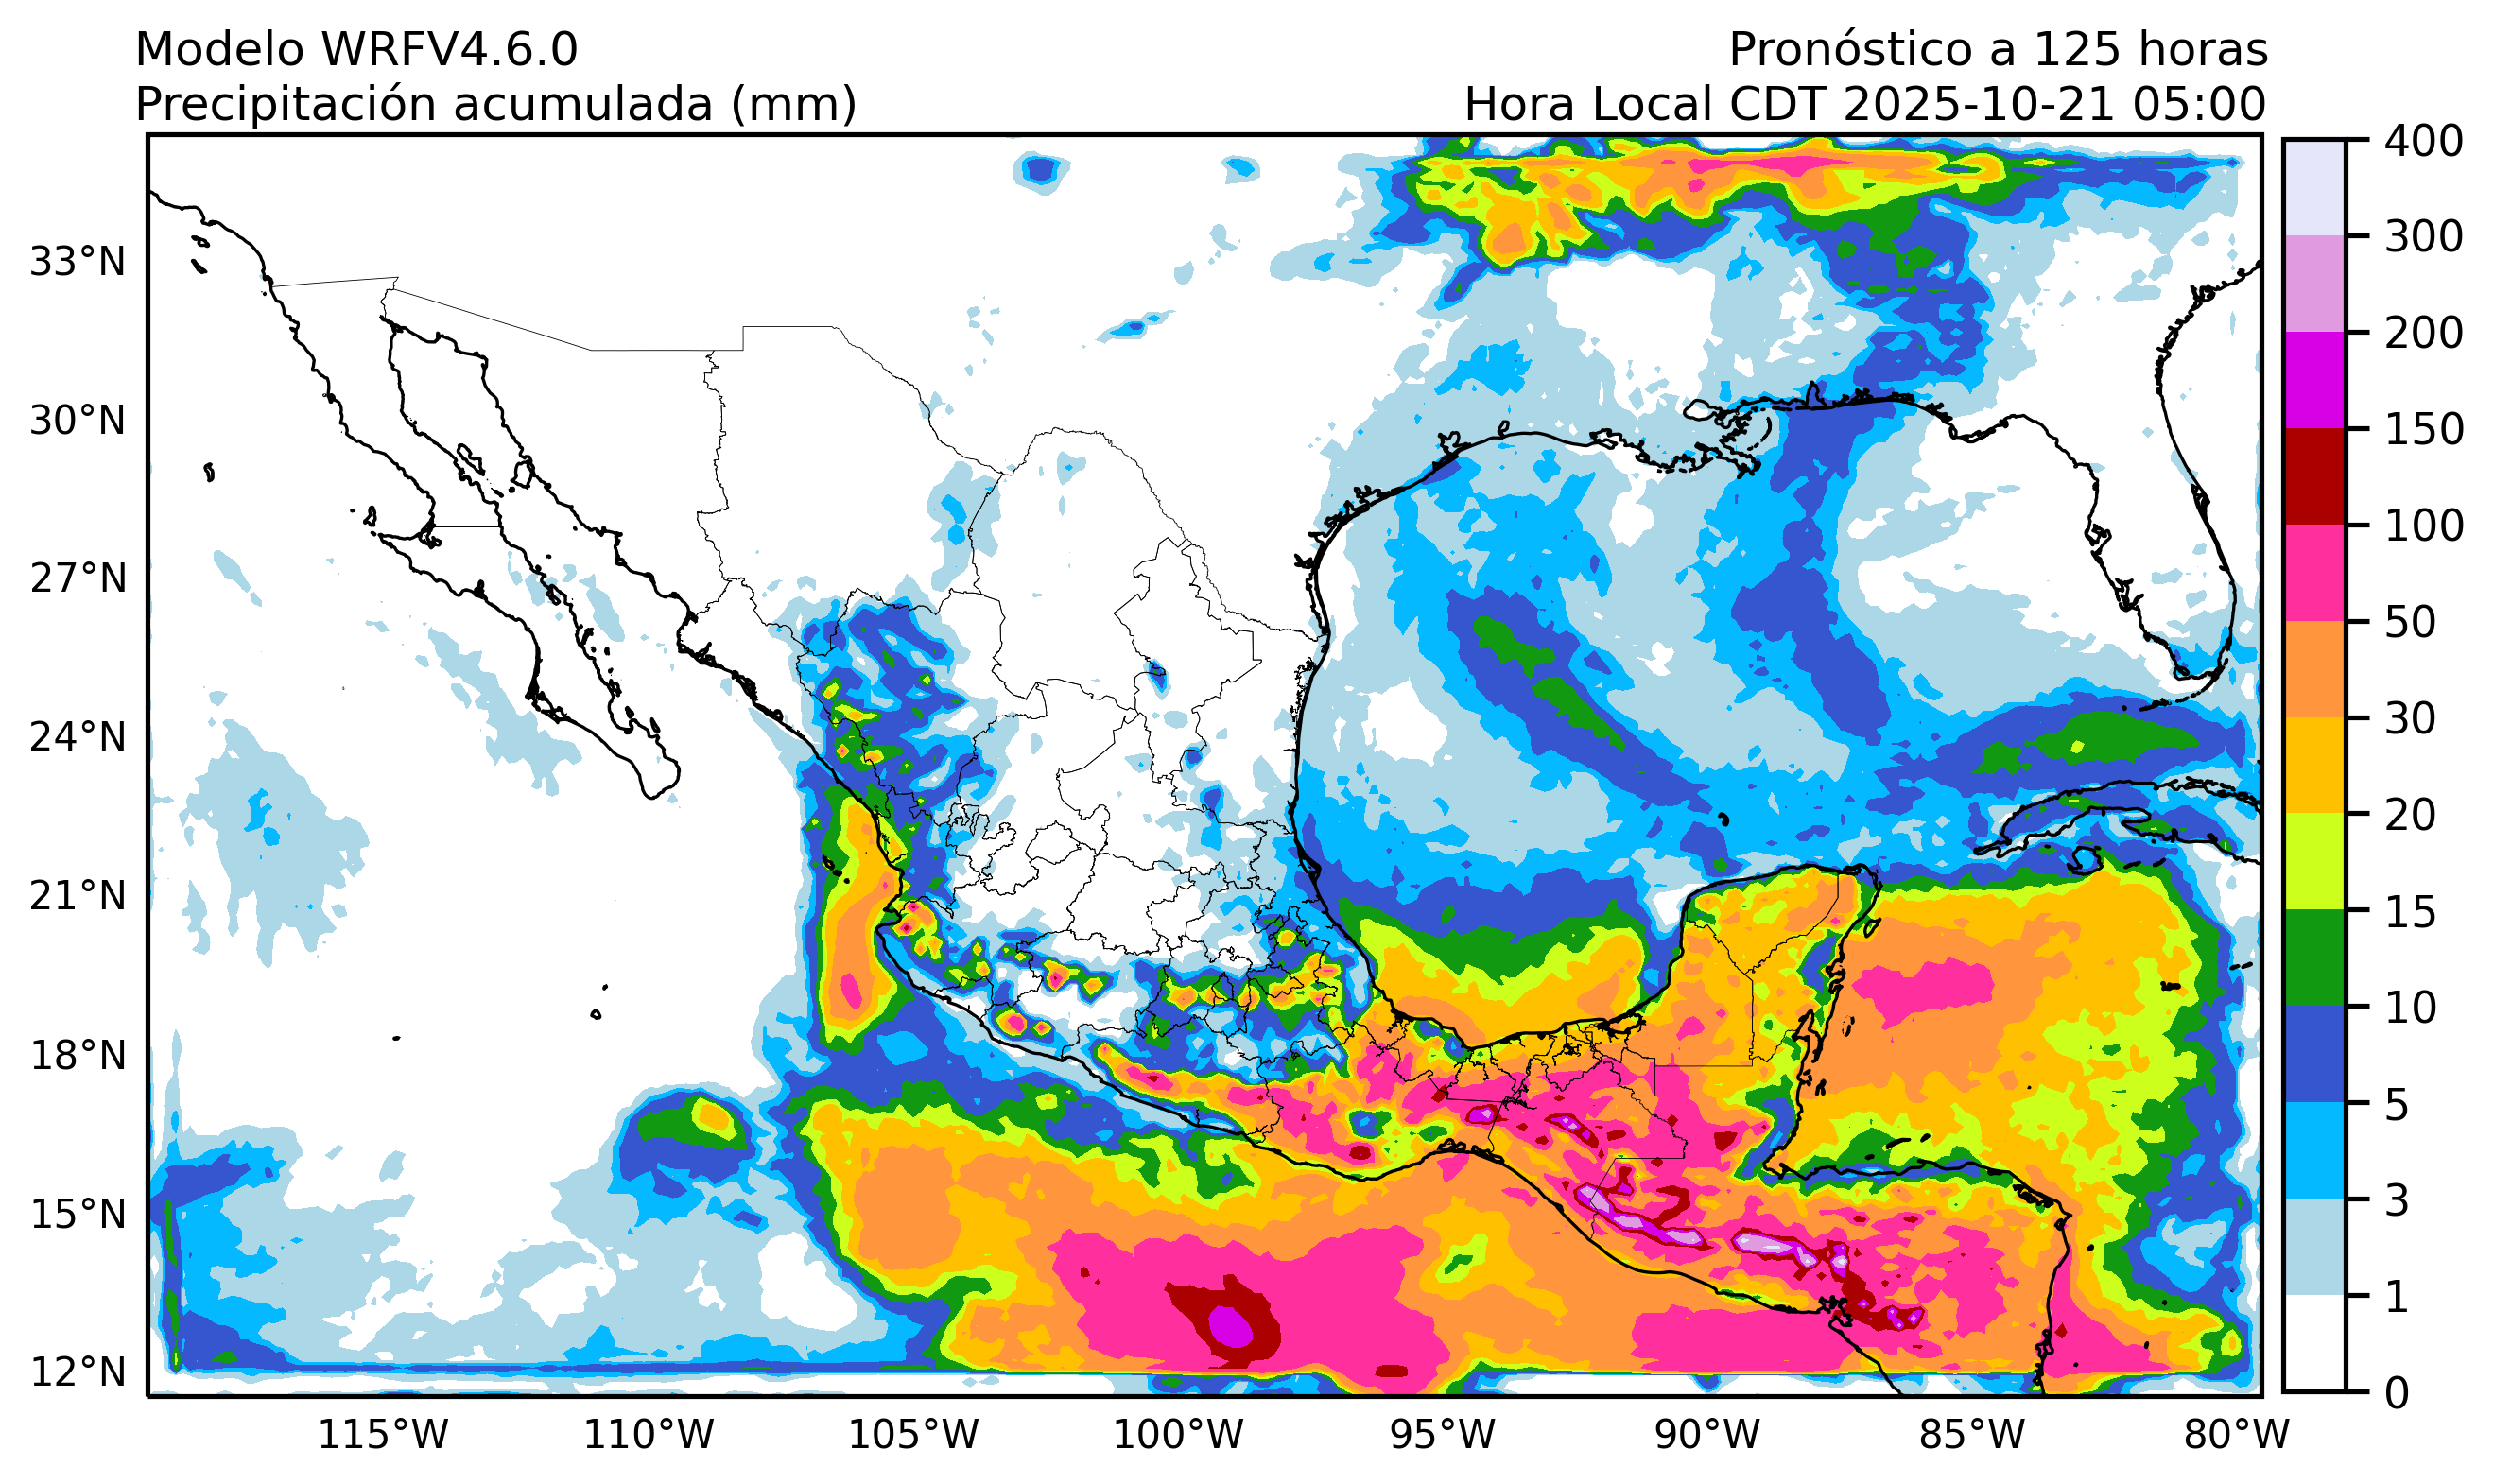 Modelo WRFV4.6.0
Precipitación acumulada (mm)
Pronóstico a 125 horas
Hora Local CDT 2025-10-21 05:00
33°N
30°N
27°N
24°N
21°N
18°N
15°N
12°N
115°W
110°W
105°W
100°W
95°W
90°W
85°W
80°W
400
300
200
150
100
50
30
20
15
10
5
3
1
0